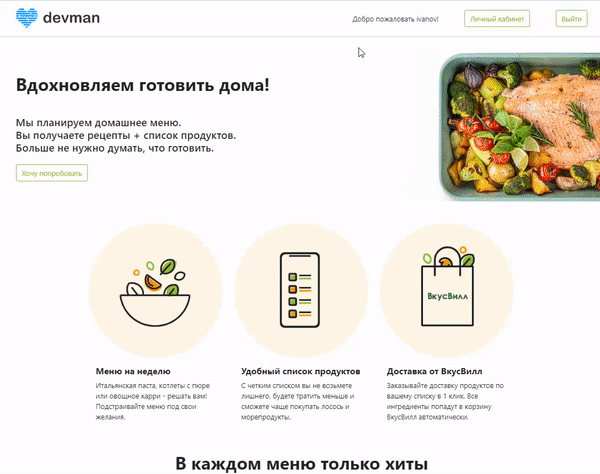 devman
Добро пожаловать ivanov!
Личный кабинет
Выйти
Вдохновляем готовить дома!
Мы планируем домашнее меню.
Вы получаете рецепты + список продуктов.
Больше не нужно думать, что готовить.
Хочу попробовать
ВкусВилл
Меню на неделю
Итальянская паста, котлеты с пюре
или овощное карри - решать вам!
Подстраивайте меню под свои
желания.
Удобный список продуктов
С четким списком вы не возьмете
лишнего, будете тратить меньше и
сможете чаще покупать лосось и
морепродукты.
Доставка от ВкусВилл
Заказывайте доставку продуктов по
вашему списку в 1 клик. Все
ингредиенты попадут в корзину
ВкусВилл автоматически.
В каждом меню только хиты